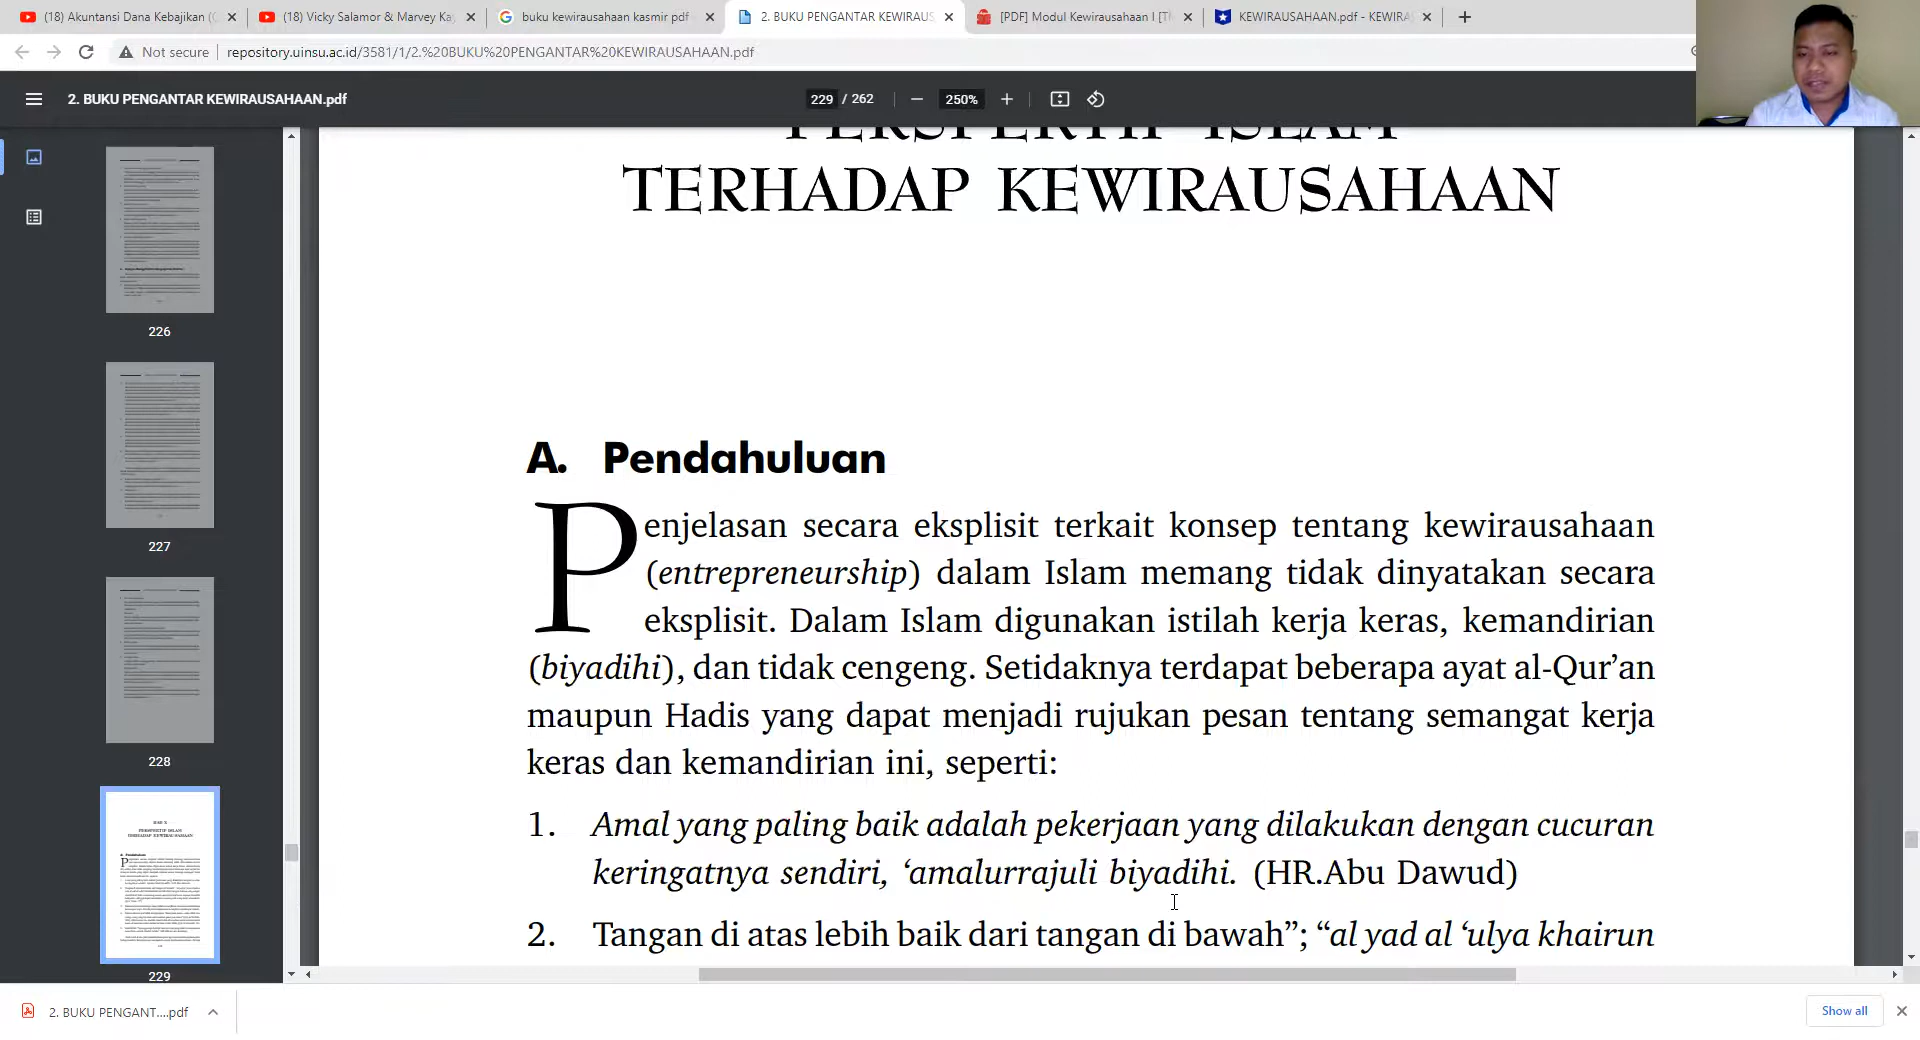 (18) Akuntansi Dana Kebajikan (
(18) Vicky Salamor & Marvey Ka
buku kewirausahaan kasmir pdf
2. BUKU PENGANTAR KEWIRAUS
[PDF] Modul Kewirausahaan I [T
KEWIRAUSAHAAN.pdf - KEWIRA
Not secure
repository.uinsu.ac.id/3581/1/2.%20BUKU%20PENGANTAR%20KEWIRAUSAHAAN.pdf
2. BUKU PENGANTAR KEWIRAUSAHAAN.pdf
229 / 262
250%
226
227
228
229
PERSPERTIF ISLAM
TERHADAP KEWIRAUSAHAAN
A. Pendahuluan
Penjelasan secara eksplisit terkait konsep tentang kewirausahaan
(entrepreneurship) dalam Islam memang tidak dinyatakan secara
eksplisit. Dalam Islam digunakan istilah kerja keras, kemandirian
(biyadihi), dan tidak cengeng. Setidaknya terdapat beberapa ayat al-Qur’an
maupun Hadis yang dapat menjadi rujukan pesan tentang semangat kerja
keras dan kemandirian ini, seperti:
1. Amal yang paling baik adalah pekerjaan yang dilakukan dengan cucuran
keringatnya sendiri, ‘amalurrajuli biyadihi. (HR.Abu Dawud)
2. Tangan di atas lebih baik dari tangan di bawah”; “al yad al ‘ulya khairun
2. BUKU PENGANT....pdf
Show all